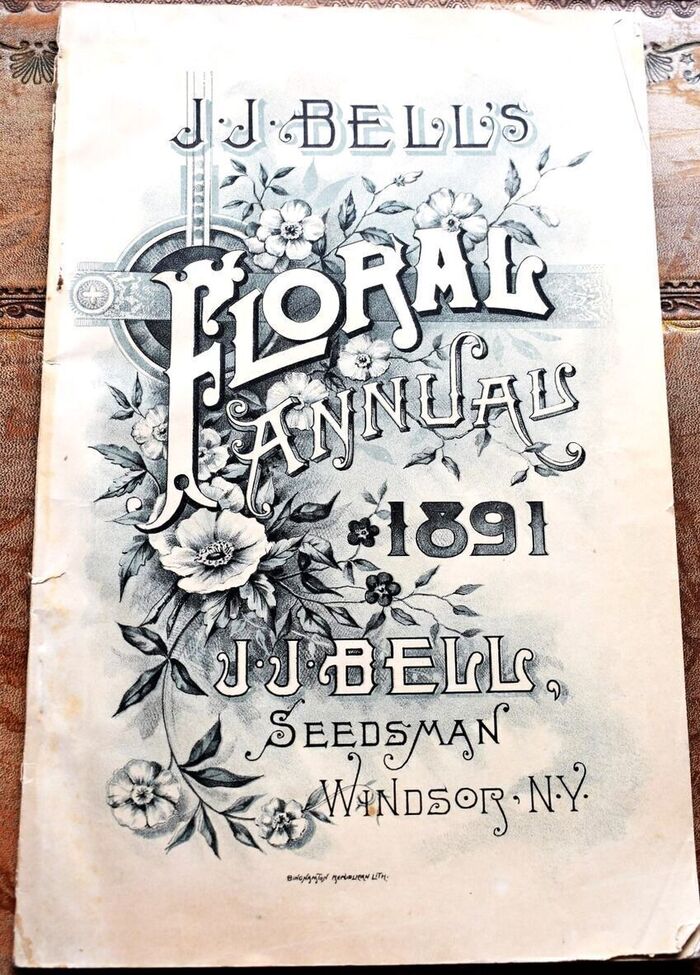 J. J. BELL'S
FLORAL
ANNUAL
1891
J. J. BELL,
SEEDSMAN
WINDSOR, N.Y.
BINGHAMTON REPUBLICAN LITH.